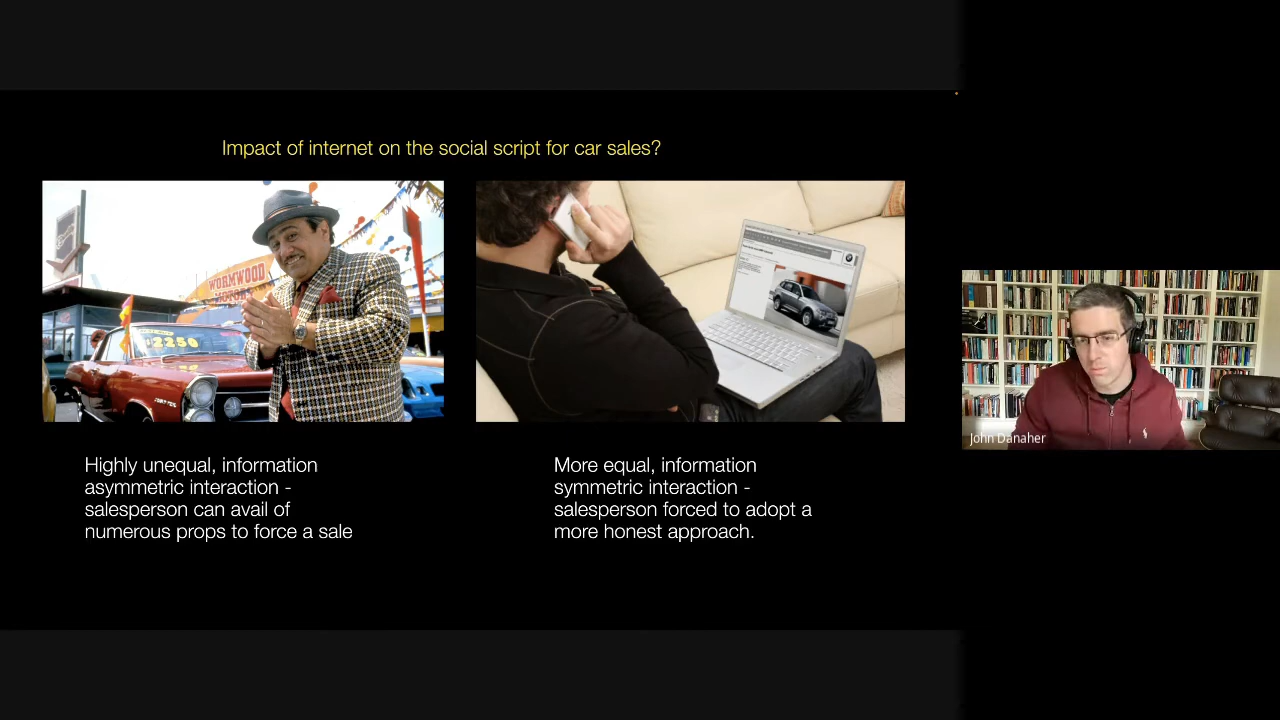 Impact of internet on the social script for car sales?
WORMWOOD
MOTORS
$2250
Highly unequal, information
asymmetric interaction -
salesperson can avail of
numerous props to force a sale
More equal, information
symmetric interaction -
salesperson forced to adopt a
more honest approach.
John Danaher